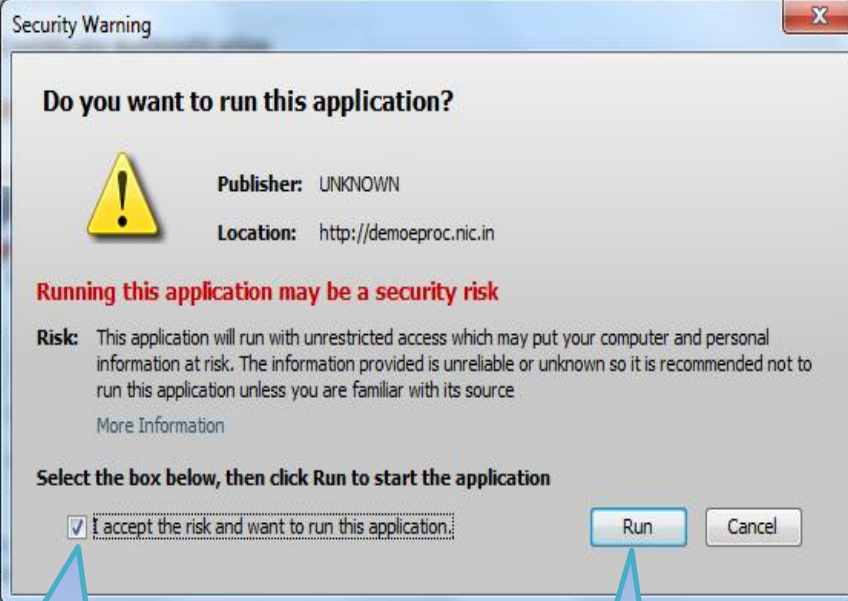 Security Warning
X
Do you want to run this application?
!
Publisher: UNKNOWN
Location: http://demoeproc.nic.in
Running this application may be a security risk
Risk: This application will run with unrestricted access which may put your computer and personal
information at risk. The information provided is unreliable or unknown so it is recommended not to
run this application unless you are familiar with its source
More Information
Select the box below, then click Run to start the application
I accept the risk and want to run this application.
Run Cancel